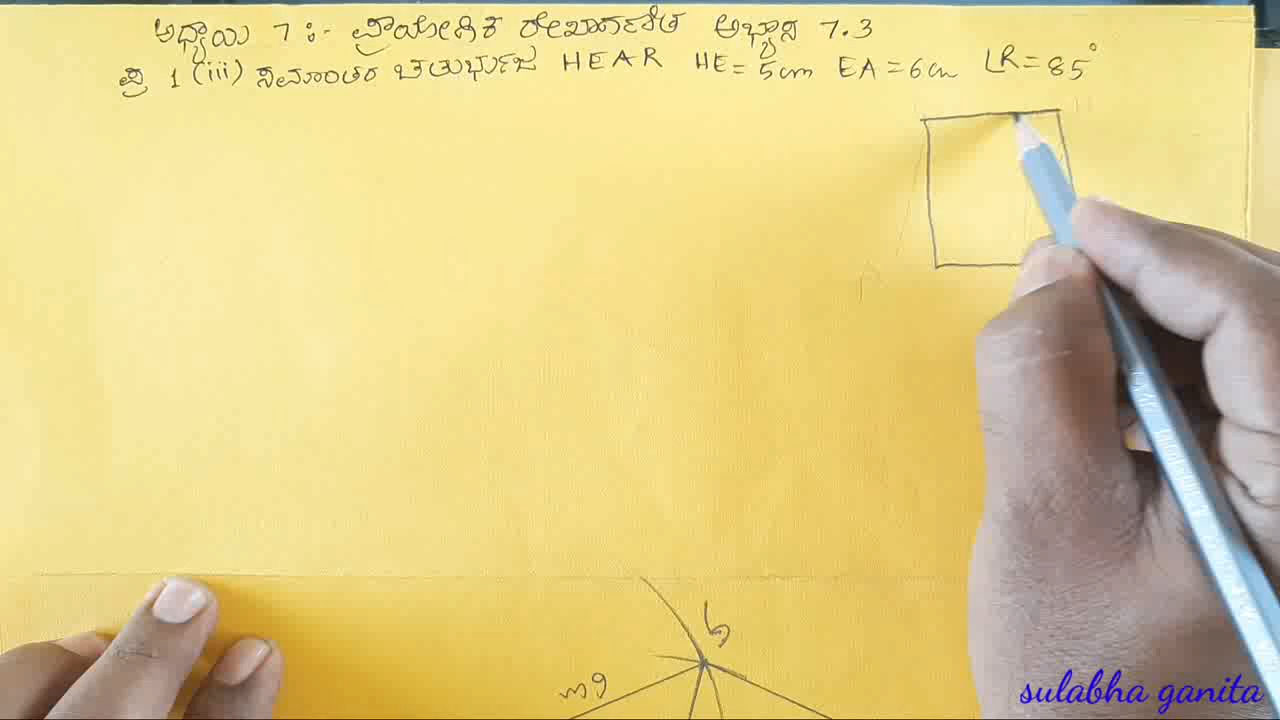 ಅಧ್ಯಾಯ 7 :- ಪ್ರಾಯೋಗಿಕ ರೇಖಾಗಣಿತ ಅಭ್ಯಾಸ 7.3
ಪ್ರ 1 (iii) ಸಮಾಂತರ ಚತುರ್ಭುಜ HEAR HE = 5cm EA = 6cm ∠R = 85°
sulabha ganita